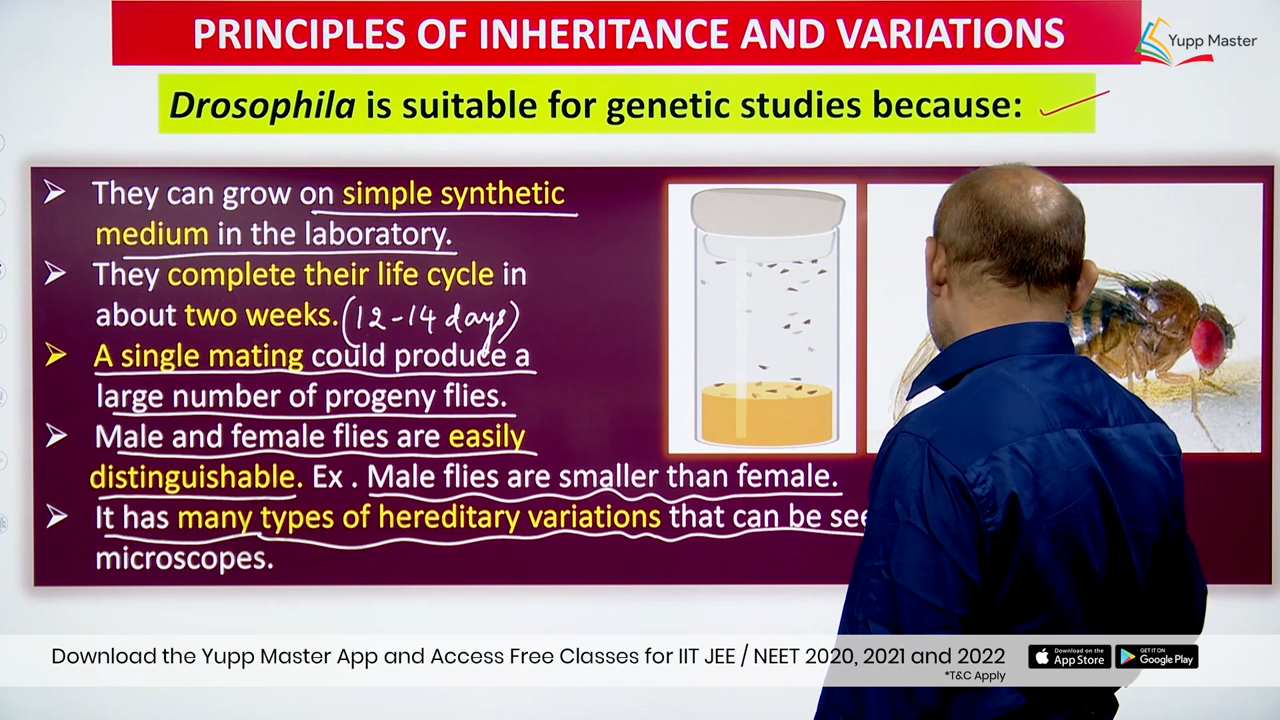 PRINCIPLES OF INHERITANCE AND VARIATIONS
Yupp Master
Drosophila is suitable for genetic studies because:
➢ They can grow on simple synthetic
medium in the laboratory.
➢ They complete their life cycle in
about two weeks. (12-14 days)
➢ A single mating could produce a
large number of progeny flies.
➢ Male and female flies are easily
distinguishable. Ex . Male flies are smaller than female.
➢ It has many types of hereditary variations that can be see
microscopes.
Download the Yupp Master App and Access Free Classes for IIT JEE / NEET 2020, 2021 and 2022
*T&C Apply
Download on the
App Store
GET IT ON
Google Play